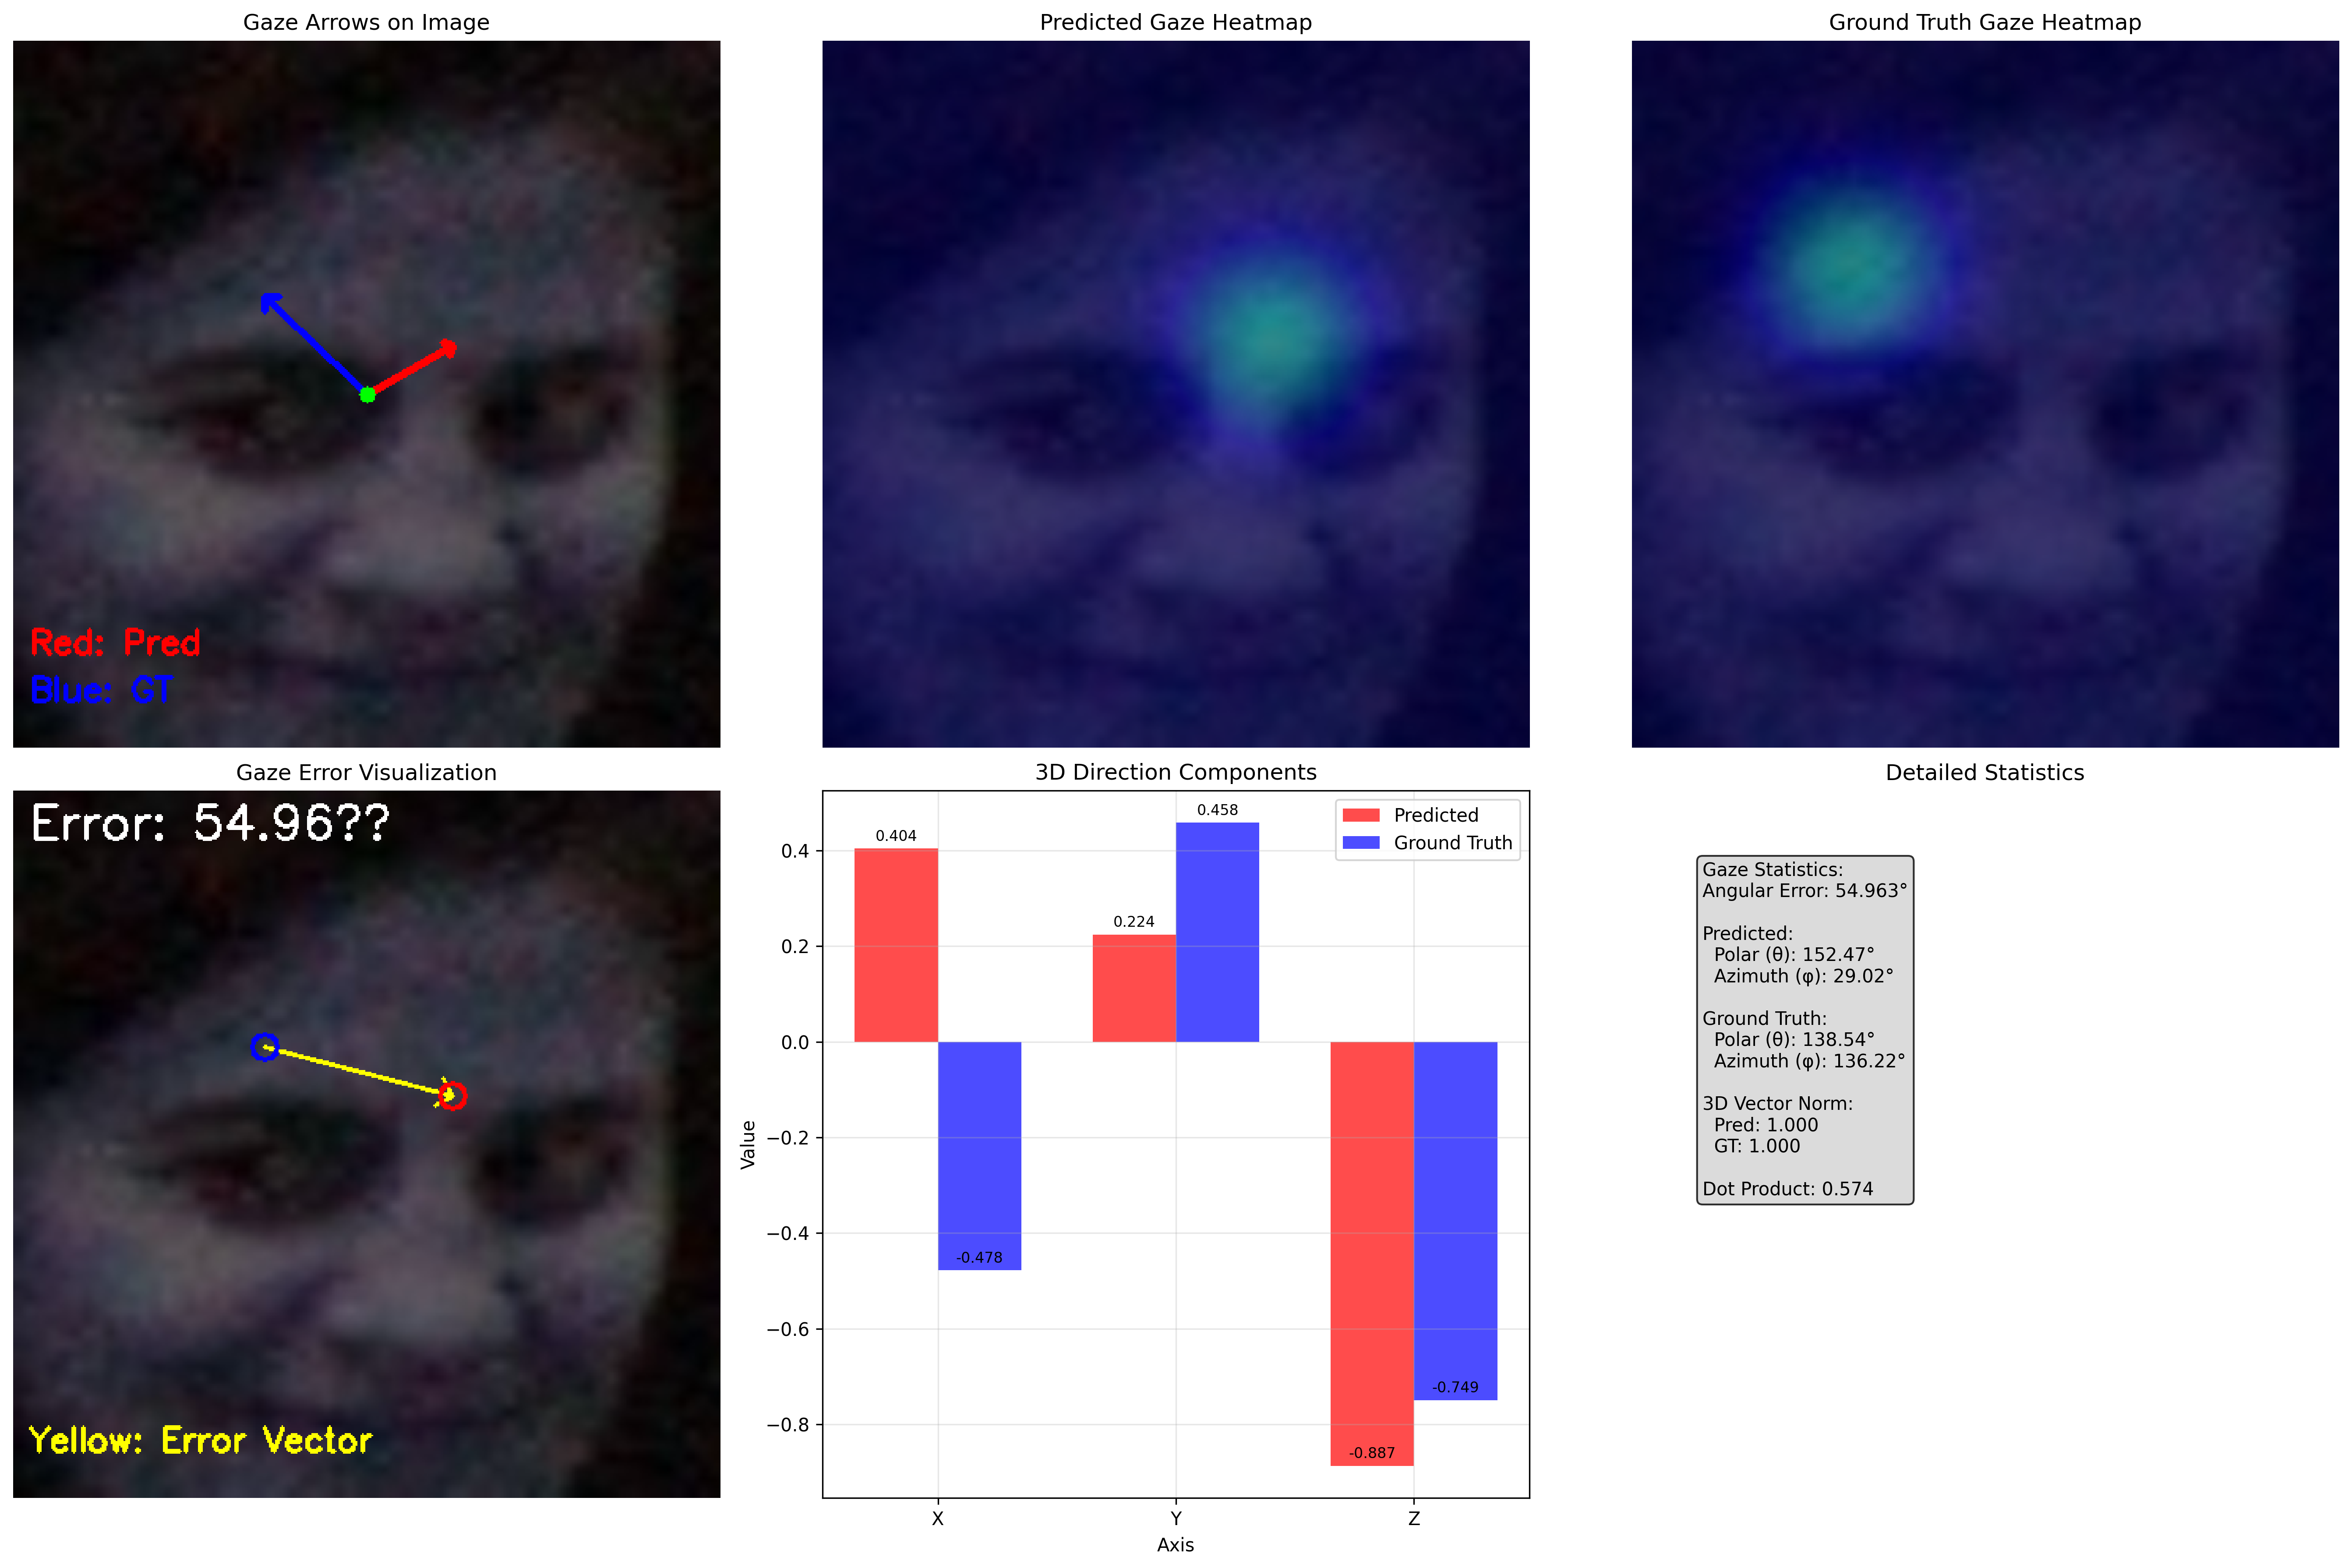 Gaze Arrows on Image
Red: Pred
Blue: GT
Predicted Gaze Heatmap
Ground Truth Gaze Heatmap
Gaze Error Visualization
Error: 54.96??
Yellow: Error Vector
3D Direction Components
Predicted
Ground Truth
Value
0.4
0.2
0.0
−0.2
−0.4
−0.6
−0.8
0.404
-0.478
0.224
0.458
-0.887
-0.749
X
Y
Z
Axis
Detailed Statistics
Gaze Statistics:
Angular Error: 54.963°
Predicted:
Polar (θ): 152.47°
Azimuth (φ): 29.02°
Ground Truth:
Polar (θ): 138.54°
Azimuth (φ): 136.22°
3D Vector Norm:
Pred: 1.000
GT: 1.000
Dot Product: 0.574